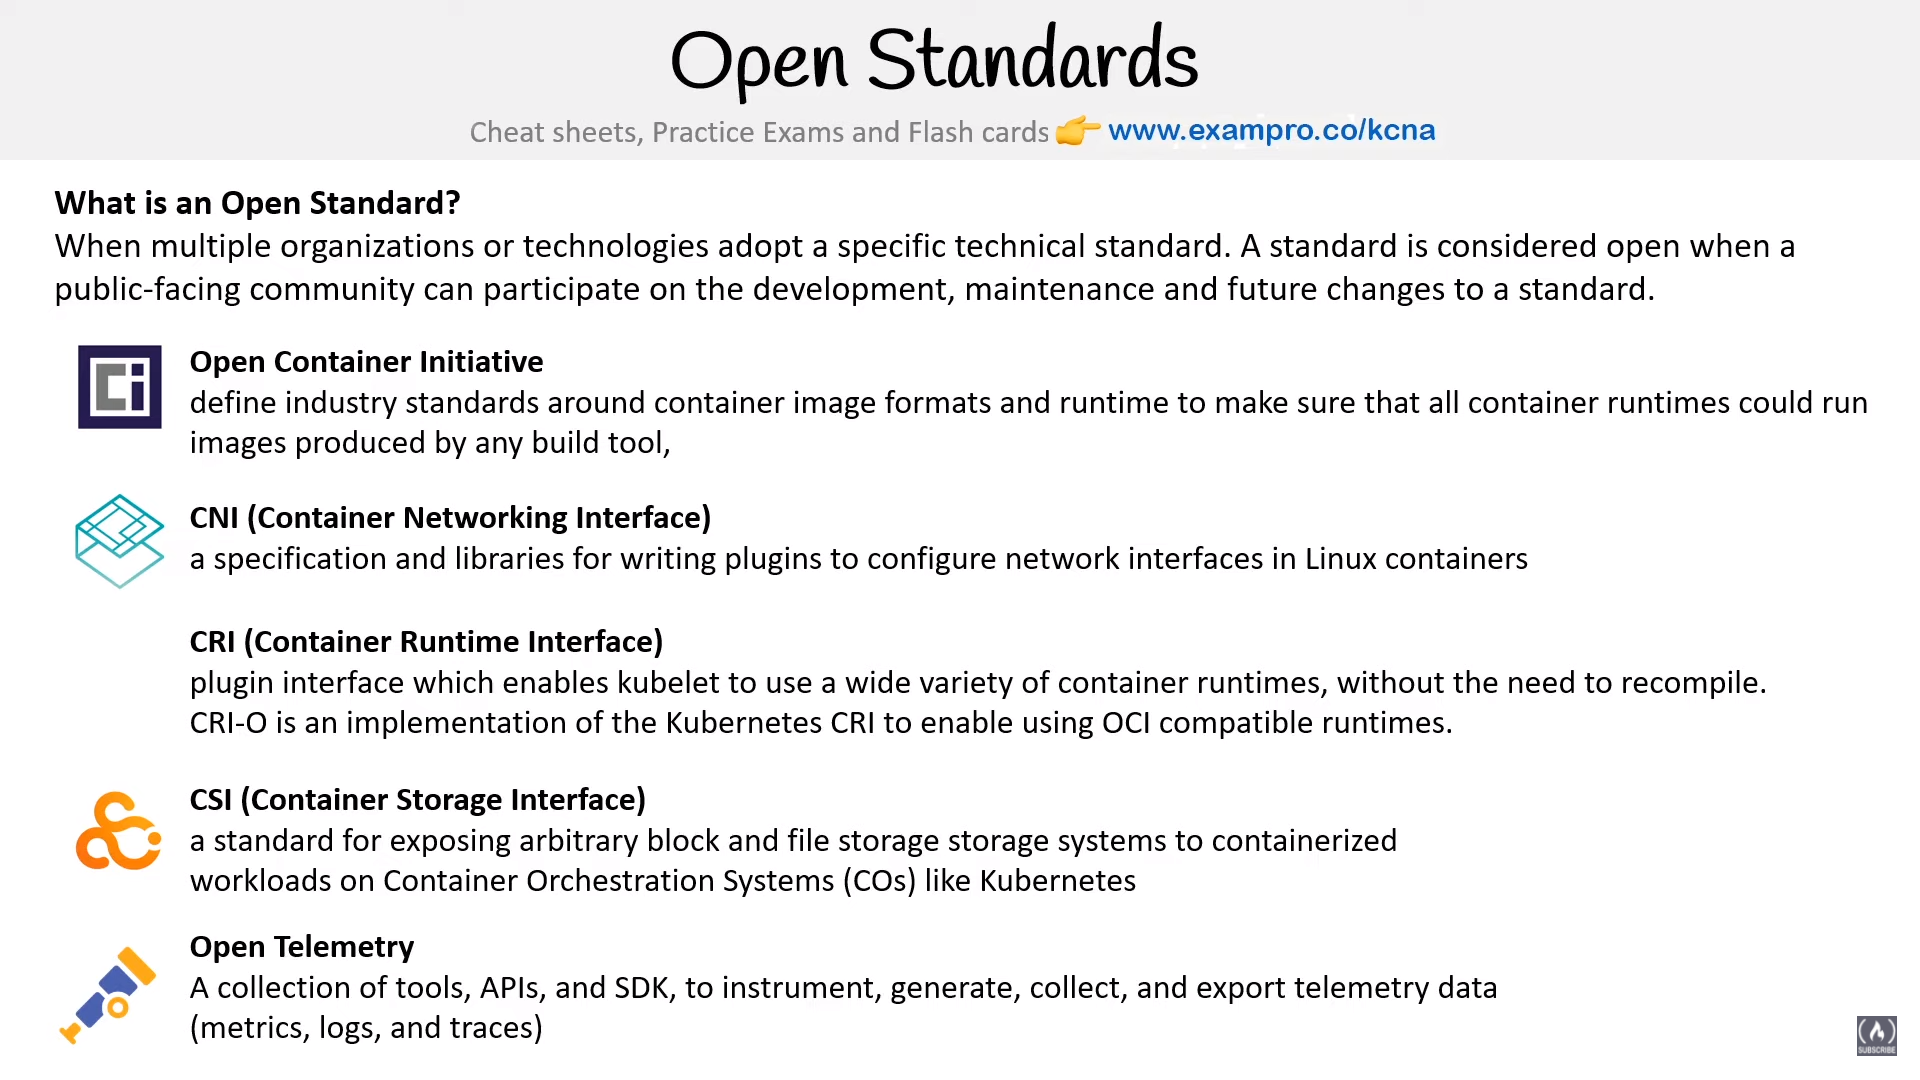 Open Standards
Cheat sheets, Practice Exams and Flash cards 👉 www.exampro.co/kcna
What is an Open Standard?
When multiple organizations or technologies adopt a specific technical standard. A standard is considered open when a
public-facing community can participate on the development, maintenance and future changes to a standard.
Open Container Initiative
define industry standards around container image formats and runtime to make sure that all container runtimes could run
images produced by any build tool,
CNI (Container Networking Interface)
a specification and libraries for writing plugins to configure network interfaces in Linux containers
CRI (Container Runtime Interface)
plugin interface which enables kubelet to use a wide variety of container runtimes, without the need to recompile.
CRI-O is an implementation of the Kubernetes CRI to enable using OCI compatible runtimes.
CSI (Container Storage Interface)
a standard for exposing arbitrary block and file storage storage systems to containerized
workloads on Container Orchestration Systems (COs) like Kubernetes
Open Telemetry
A collection of tools, APIs, and SDK, to instrument, generate, collect, and export telemetry data
(metrics, logs, and traces)
SUBSCRIBE